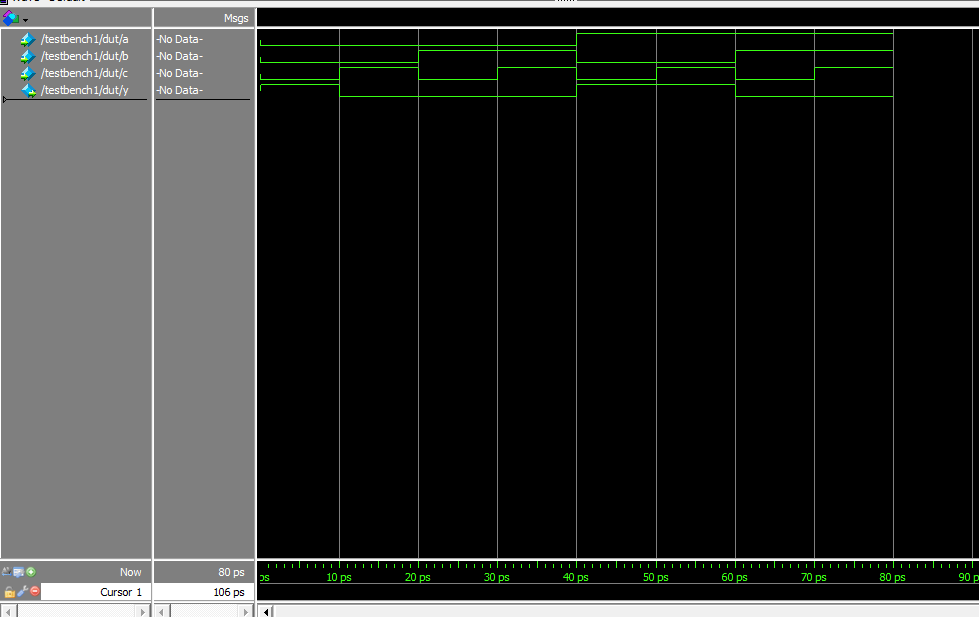 Msgs
/testbench1/dut/a -No Data-
/testbench1/dut/b -No Data-
/testbench1/dut/c -No Data-
/testbench1/dut/y -No Data-
Now 80 ps
ps 10 ps 20 ps 30 ps 40 ps 50 ps 60 ps 70 ps 80 ps 90 p
Cursor 1 106 ps